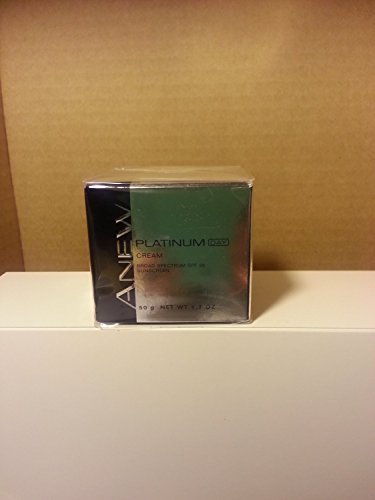 ANEW
PLATINUM DAY
CREAM
BROAD SPECTRUM SPF 25
SUNSCREEN
50 g NET WT 1.7 OZ